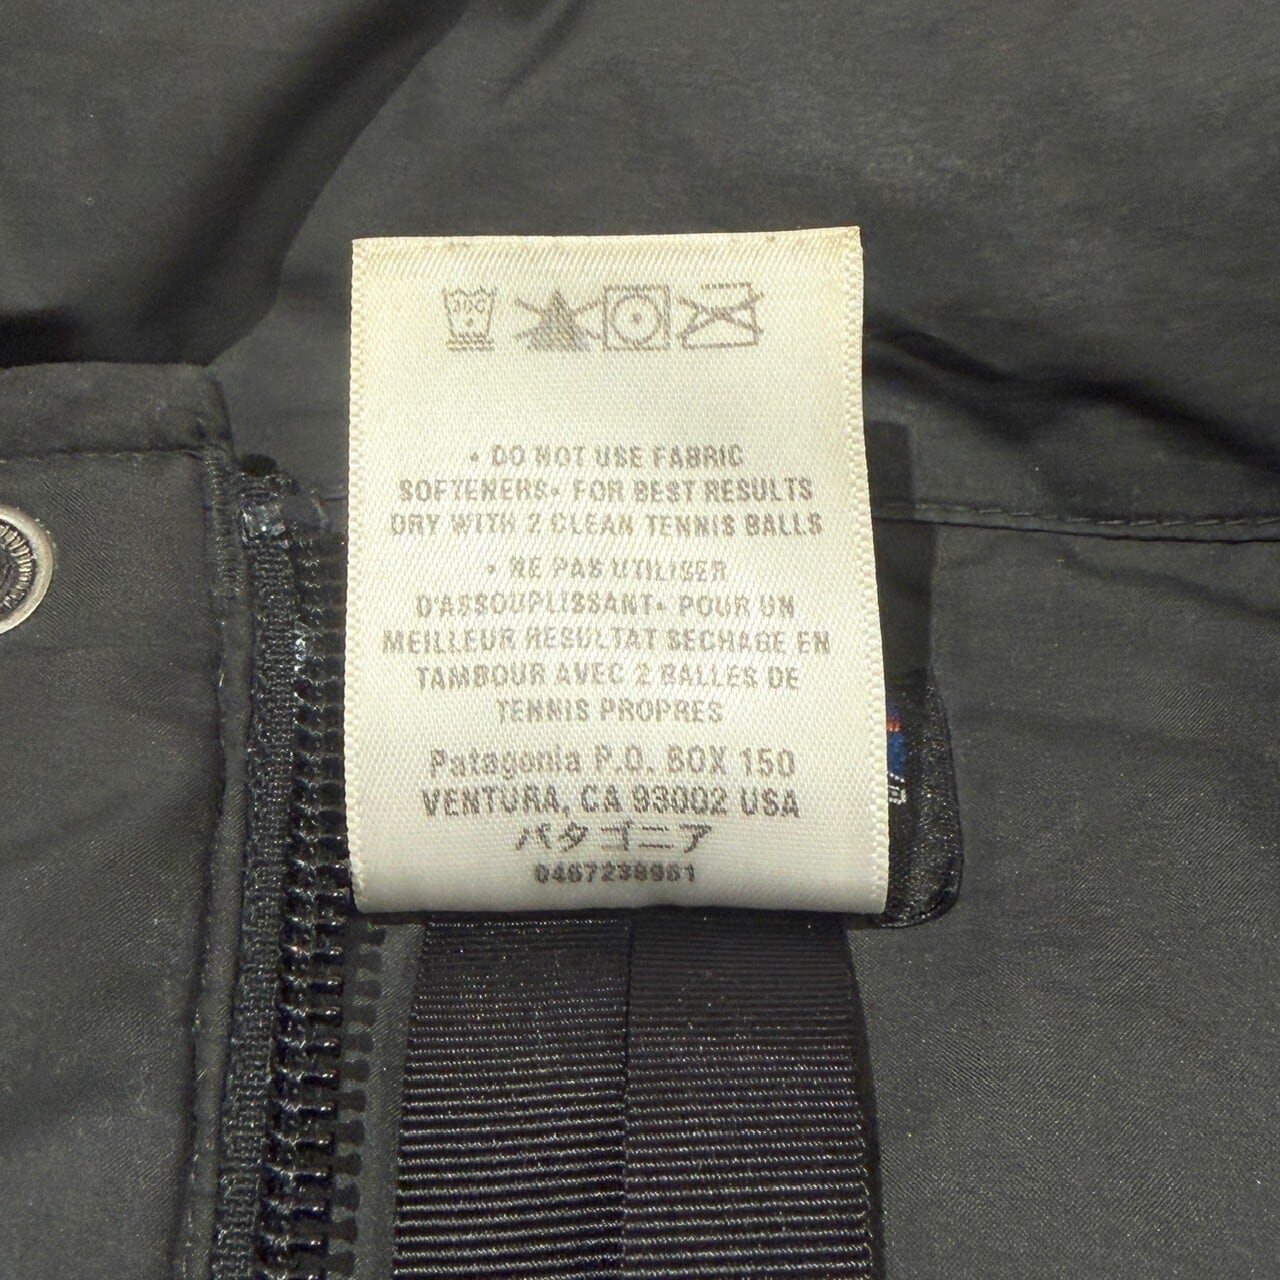 • DO NOT USE FABRIC
SOFTENERS• FOR BEST RESULTS
DRY WITH 2 CLEAN TENNIS BALLS
• NE PAS UTILISER
D'ASSOUPLISSANT• POUR UN
MEILLEUR RESULTAT SECHAGE EN
TAMBOUR AVEC 2 BALLES DE
TENNIS PROPRES
Patagonia P.O. BOX 150
VENTURA, CA 93002 USA
パタゴニア